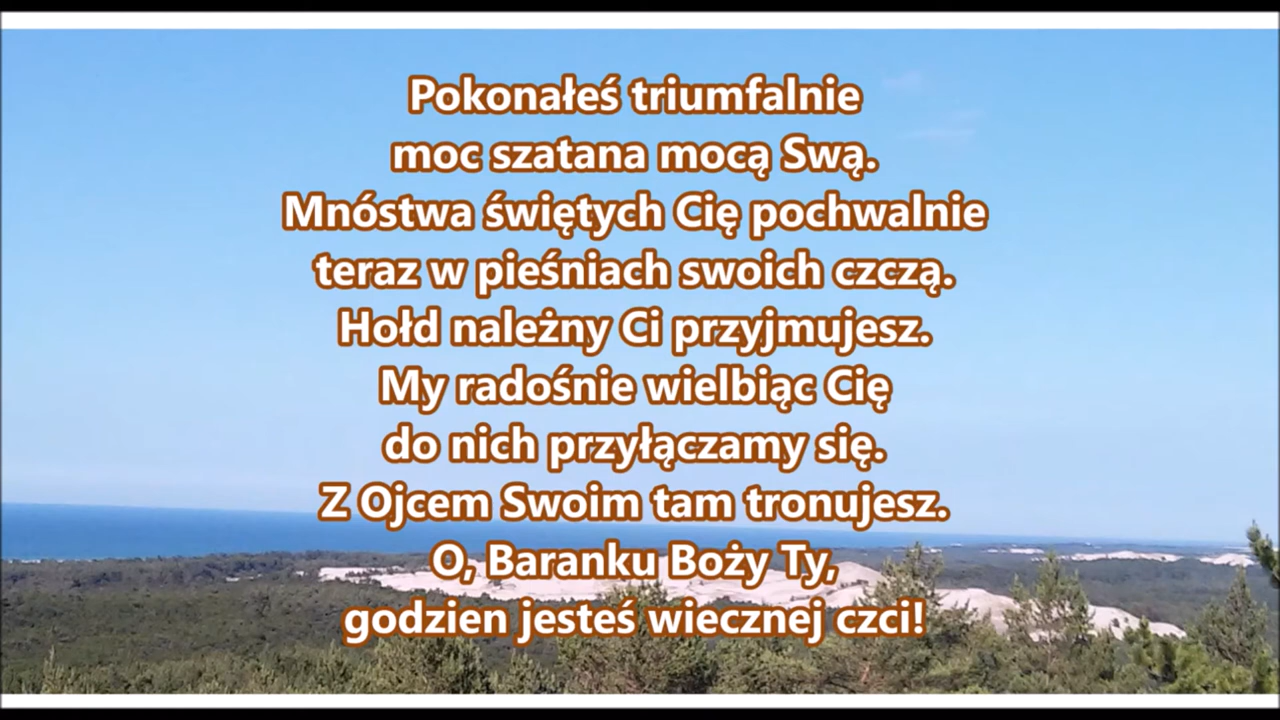 Pokonałeś triumfalnie
moc szatana mocą Swą.
Mnóstwa świętych Cię pochwalnie
teraz w pieśniach swoich czczą.
Hołd należny Ci przyjmujesz.
My radośnie wielbiąc Cię
do nich przyłączamy się.
Z Ojcem Swoim tam tronujesz.
O, Baranku Boży Ty,
godzien jesteś wiecznej czci!